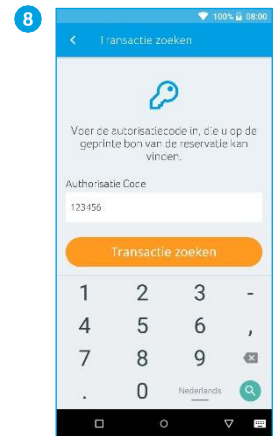 8
100% 08:00
Transactie zoeken
Voer de autorisatiecode in, die u op de
geprinte bon van de reservatie kan
vinden.
Authorisatie Code
123456
Transactie zoeken
1 2 3 -
4 5 6 ,
7 8 9
. 0 Nederlands